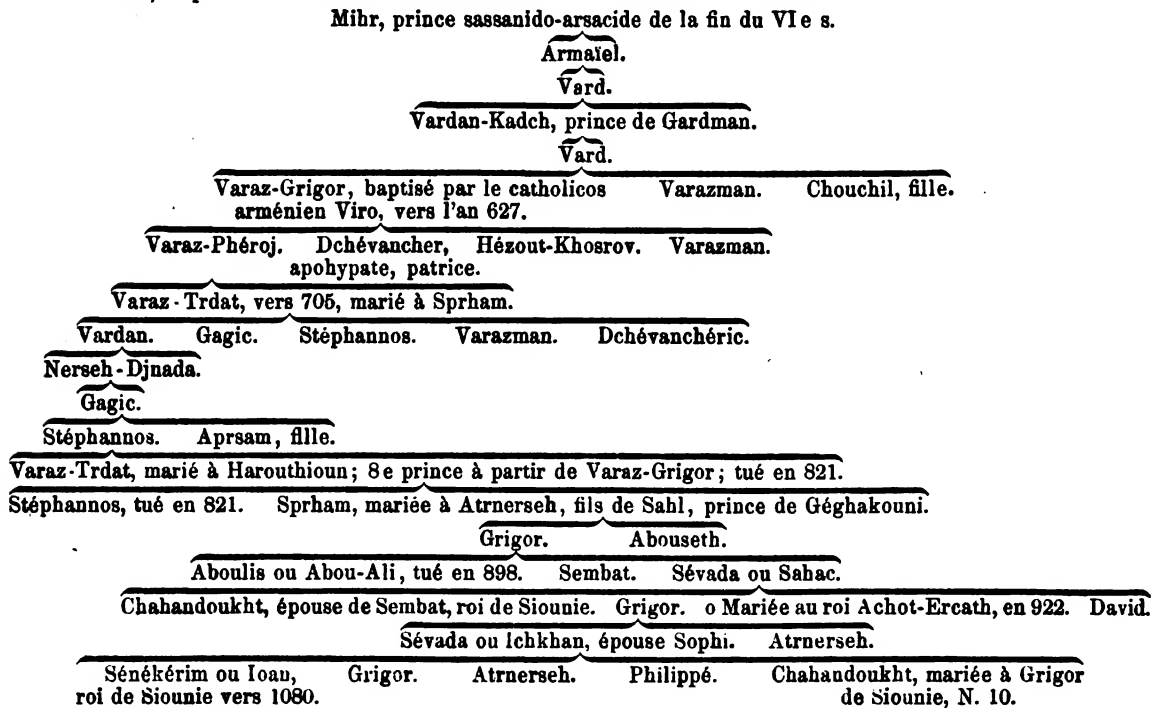 Mihr, prince sassanido-arsacide de la fin du VIe s.
Armaïel.
Vard.
Vardan-Kadch, prince de Gardman.
Vard.
Varaz-Grigor, baptisé par le catholicos Varazman. Chouchil, fille.
arménien Viro, vers l'an 627.
Varaz-Phéroj. Dchévancher, Hézout-Khosrov. Varazman.
apohypate, patrice.
Varaz-Trdat, vers 705, marié à Sprham.
Vardan. Gagic. Stéphannos. Varazman. Dchévanchéric.
Nerseh-Djnada.
Gagic.
Stéphannos. Aprsam, fille.
Varaz-Trdat, marié à Harouthioun; 8e prince à partir de Varaz-Grigor; tué en 821.
Stéphannos, tué en 821. Sprham, mariée à Atrnerseh, fils de Sahl, prince de Géghakouni.
Grigor. Abouseth.
Aboulis ou Abou-Ali, tué en 898. Sembat. Sévada ou Sahac.
Chahandoukht, épouse de Sembat, roi de Siounie. Grigor. o Mariée au roi Achot-Ercath, en 922. David.
Sévada ou Ichkhan, épouse Sophi. Atrnerseh.
Sénékérim ou Ioau, Grigor. Atrnerseh. Philippé. Chahandoukht, mariée à Grigor
roi de Siounie vers 1080. de Siounie, N. 10.